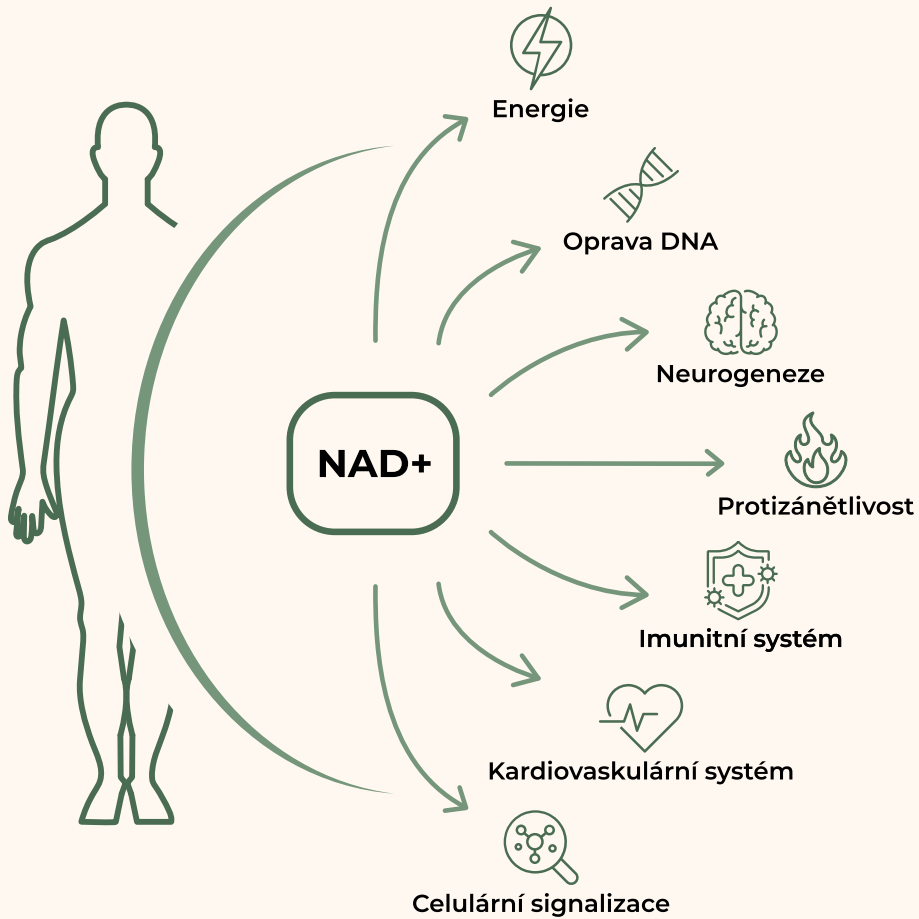 Energie
Oprava DNA
Neurogeneze
NAD+
Protizánětlivost
Imunitní systém
Kardiovaskulární systém
Celulární signalizace